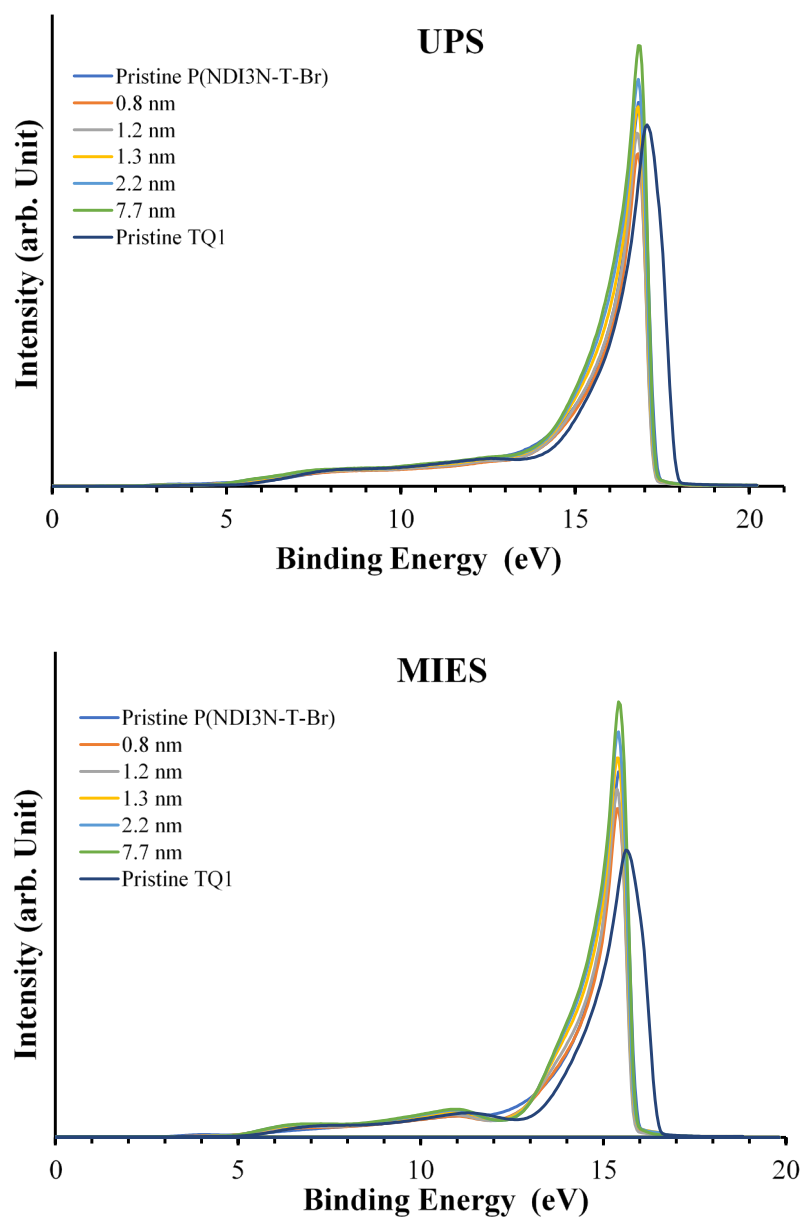 UPS
Pristine P(NDI3N-T-Br)
0.8 nm
1.2 nm
1.3 nm
2.2 nm
7.7 nm
Pristine TQ1
Intensity (arb. Unit)
0 5 10 15 20
Binding Energy (eV)
MIES
Pristine P(NDI3N-T-Br)
0.8 nm
1.2 nm
1.3 nm
2.2 nm
7.7 nm
Pristine TQ1
Intensity (arb. Unit)
0 5 10 15 20
Binding Energy (eV)